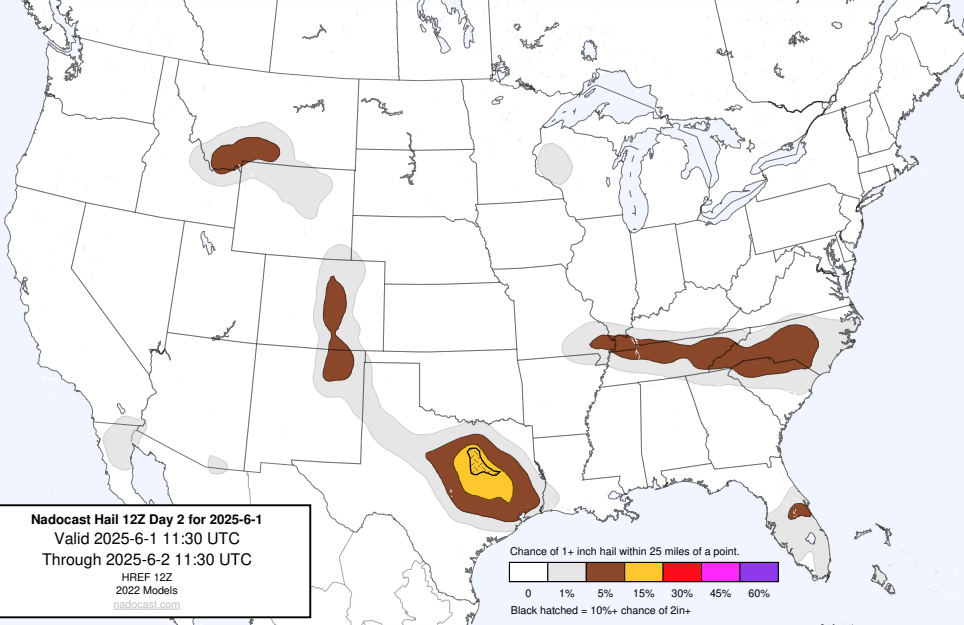 Nadocast Hail 12Z Day 2 for 2025-6-1
Valid 2025-6-1 11:30 UTC
Through 2025-6-2 11:30 UTC
HREF 12Z
2022 Models
nadocast.com
Chance of 1+ inch hail within 25 miles of a point.
0 1% 5% 15% 30% 45% 60%
Black hatched = 10%+ chance of 2in+